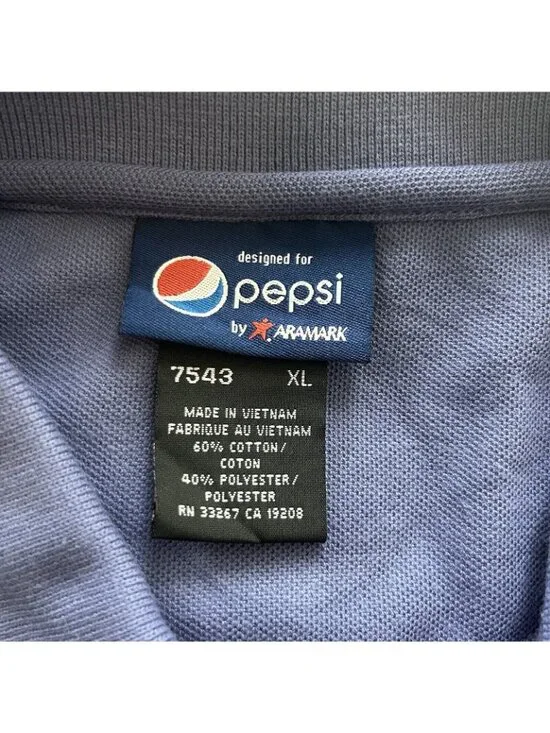 designed for
pepsi
by ARAMARK
7543 XL
MADE IN VIETNAM
FABRIQUE AU VIETNAM
60% COTTON/
COTON
40% POLYESTER/
POLYESTER
RN 33267 CA 19208